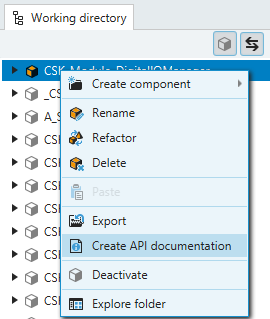 Working directory
CSK_Module_DigitalIOManager
_CS
Create component
A_S
Rename
CSK
Refactor
CSK
Delete
CSK
Paste
CSK
Export
CSK
Create API documentation
CSK
Deactivate
CSK
Explore folder
CSK